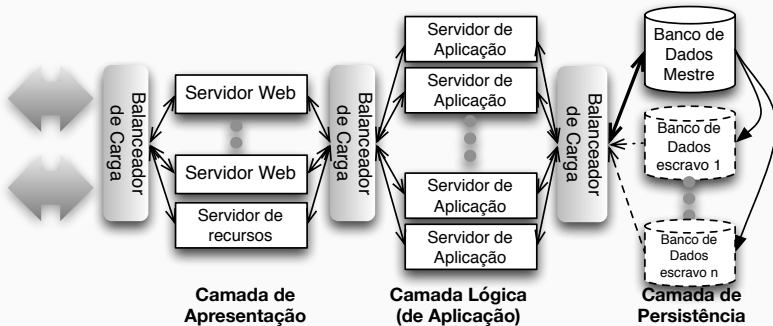 Balanceador
de Carga
Servidor Web
Servidor Web
Servidor de
recursos
Camada de
Apresentação
Balanceador
de Carga
Servidor de
Aplicação
Servidor de
Aplicação
Servidor de
Aplicação
Servidor de
Aplicação
Camada Lógica
(de Aplicação)
Balanceador
de Carga
Banco de
Dados
Mestre
Banco de
Dados
escravo 1
Banco de
Dados
escravo n
Camada de
Persistência